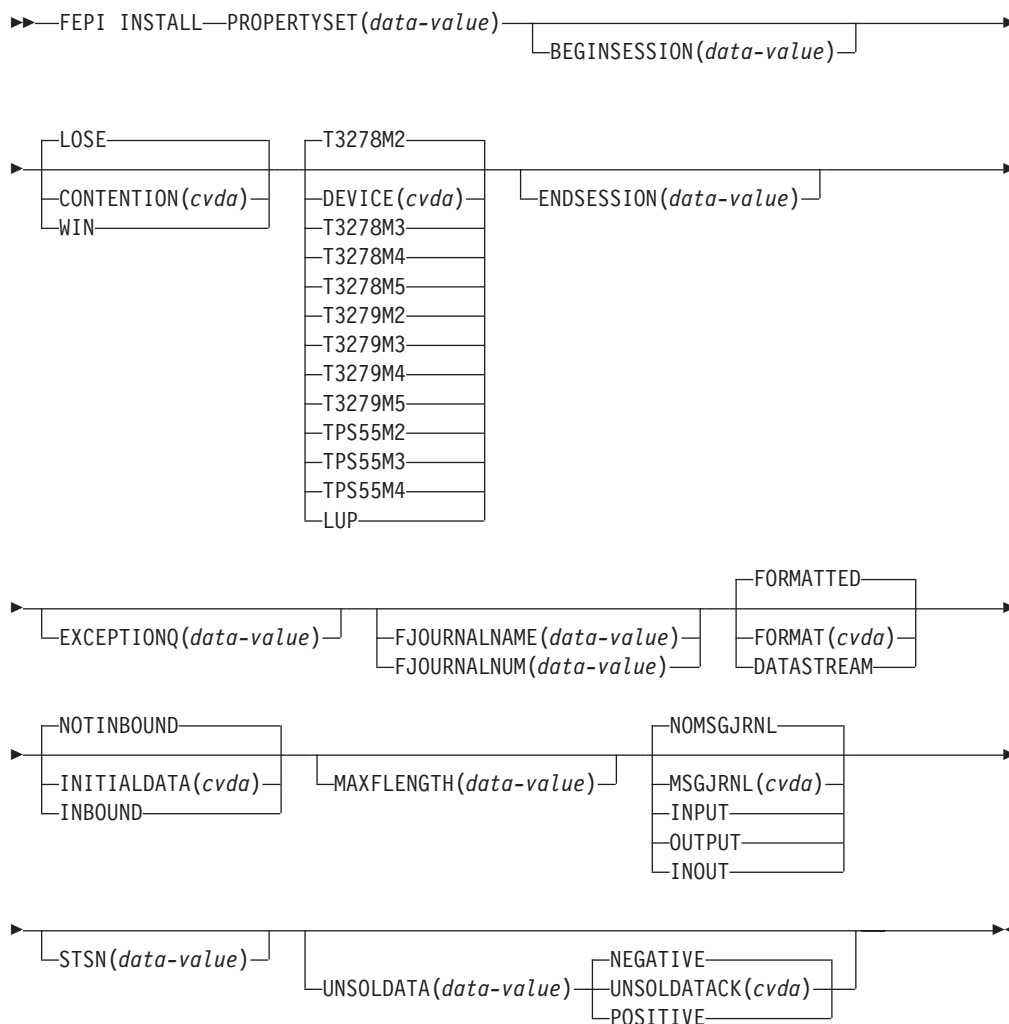 FEPI INSTALL PROPERTYSET(data-value)
BEGINSESSION(data-value)
LOSE
CONTENTION(cvda)
WIN
T3278M2
DEVICE(cvda)
T3278M3
T3278M4
T3278M5
T3279M2
T3279M3
T3279M4
T3279M5
TPS55M2
TPS55M3
TPS55M4
LUP
ENDSESSION(data-value)
EXCEPTIONQ(data-value)
FJOURNALNAME(data-value)
FJOURNALNUM(data-value)
FORMATTED
FORMAT(cvda)
DATASTREAM
NOTINBOUND
INITIALDATA(cvda)
INBOUND
MAXFLENGTH(data-value)
NOMSGJRNL
MSGJRNL(cvda)
INPUT
OUTPUT
INOUT
STSN(data-value)
UNSOLDATA(data-value)
NEGATIVE
UNSOLDATACK(cvda)
POSITIVE